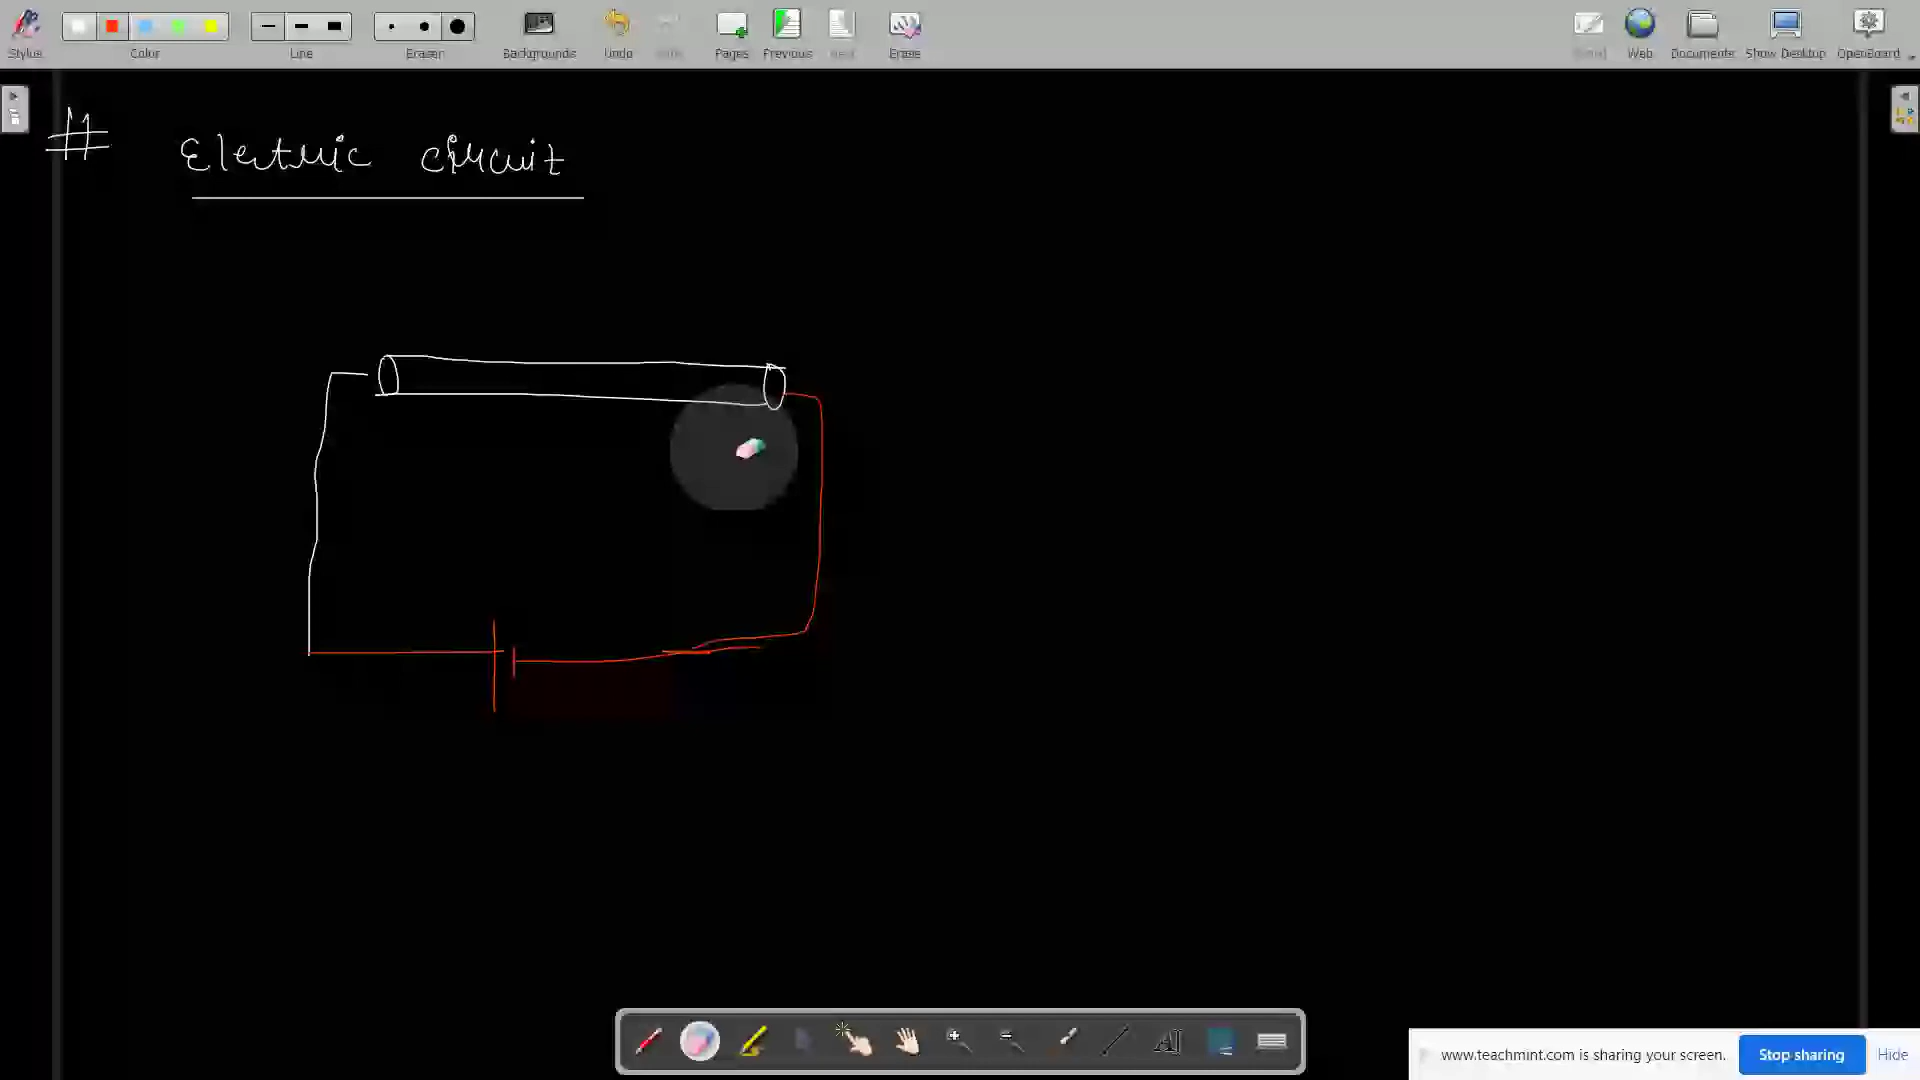 Stylus
Color
Line
Eraser
Backgrounds
Undo
Pages
Previous
Erase
Web
Documents
Show Desktop
OpenBoard
# Electric circuit
www.teachmint.com is sharing your screen.
Stop sharing
Hide